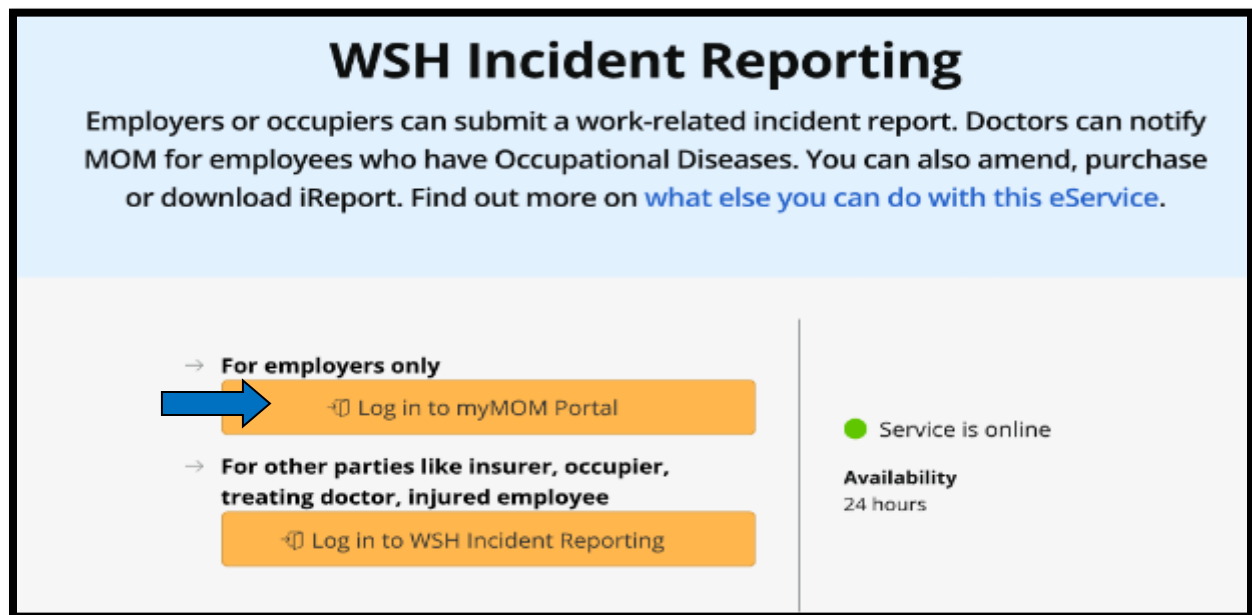 WSH Incident Reporting
Employers or occupiers can submit a work-related incident report. Doctors can notify
MOM for employees who have Occupational Diseases. You can also amend, purchase
or download iReport. Find out more on what else you can do with this eService.
For employers only
Log in to myMOM Portal
For other parties like insurer, occupier,
treating doctor, injured employee
Log in to WSH Incident Reporting
Service is online
Availability
24 hours